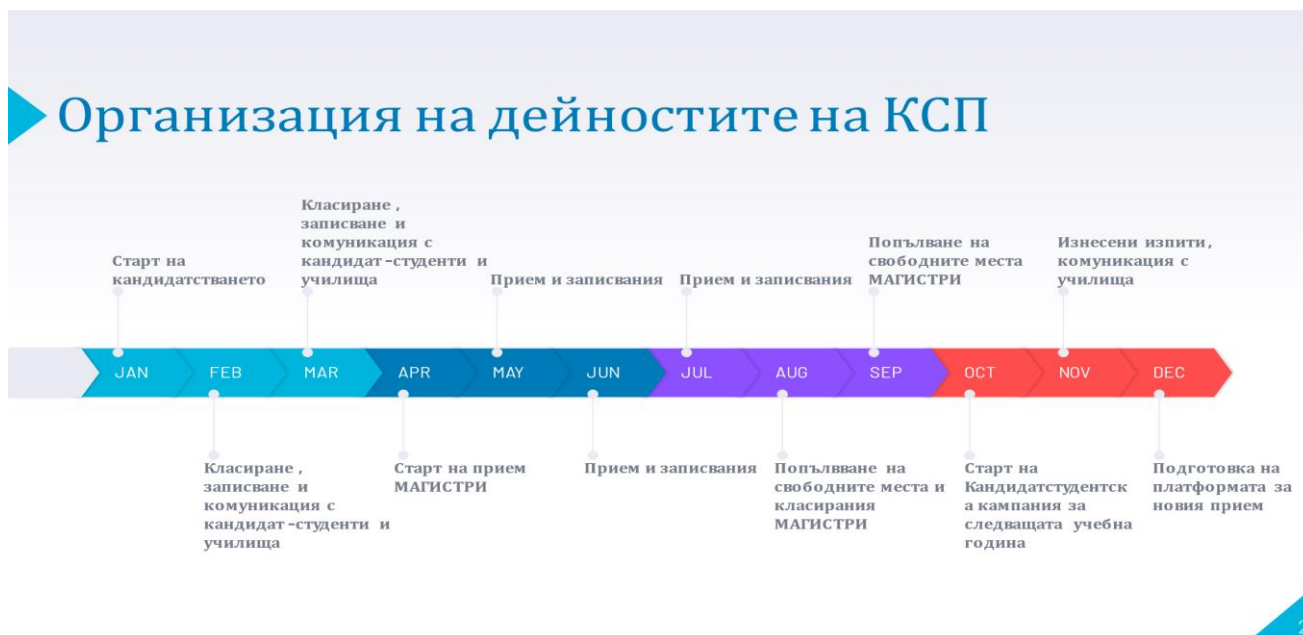 Организация на дейностите на КСП
Старт на
кандидатстването
Класиране ,
записване и
комуникация с
кандидат -студенти и
училища
Прием и записвания
Прием и записвания
Попълване на
свободните места
МАГИСТРИ
Изнесени изпити,
комуникация с
училища
JAN
FEB
MAR
APR
MAY
JUN
JUL
AUG
SEP
OCT
NOV
DEC
Класиране ,
записване и
комуникация с
кандидат -студенти и
училища
Старт на прием
МАГИСТРИ
Прием и записвания
Попълвване на
свободните места и
класирания
МАГИСТРИ
Старт на
Кандидатстудентск
а кампания за
следващата учебна
година
Подготовка на
платформата за
новия прием